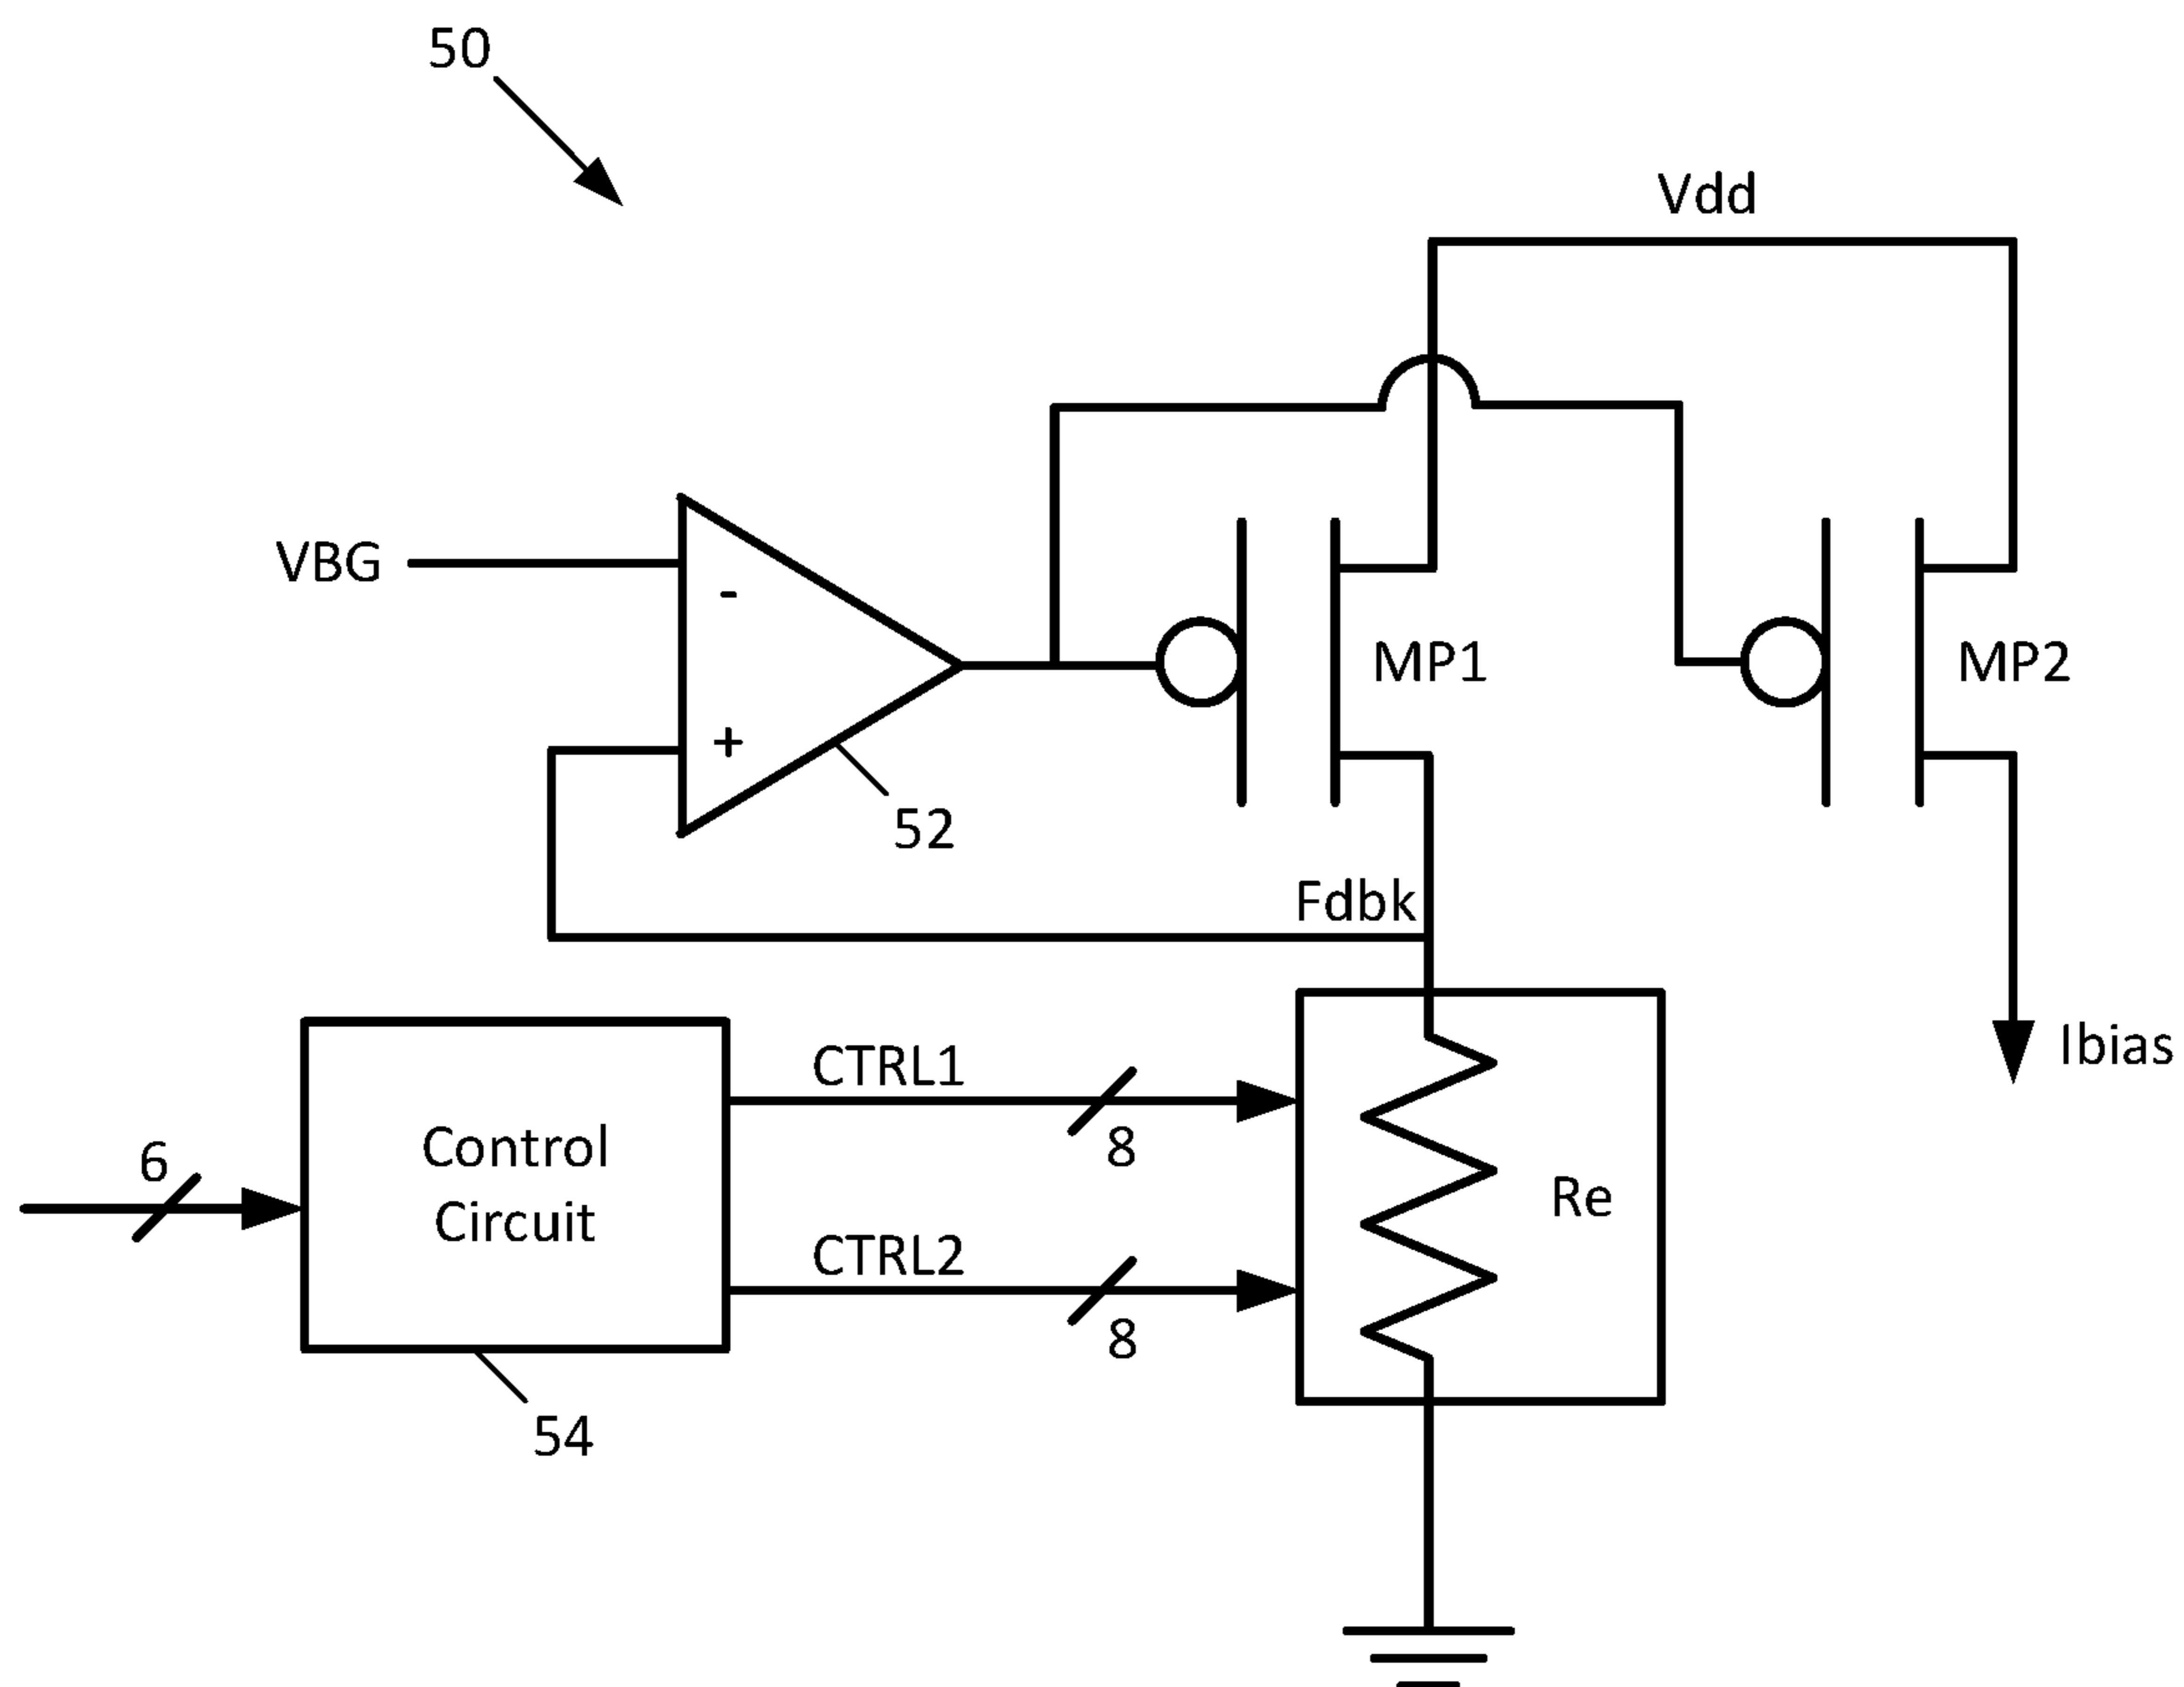 50
Vdd
VBG
-
+
MP1
MP2
52
Fdbk
Ibias
CTRL1
8
6
Control
Circuit
Re
CTRL2
8
54